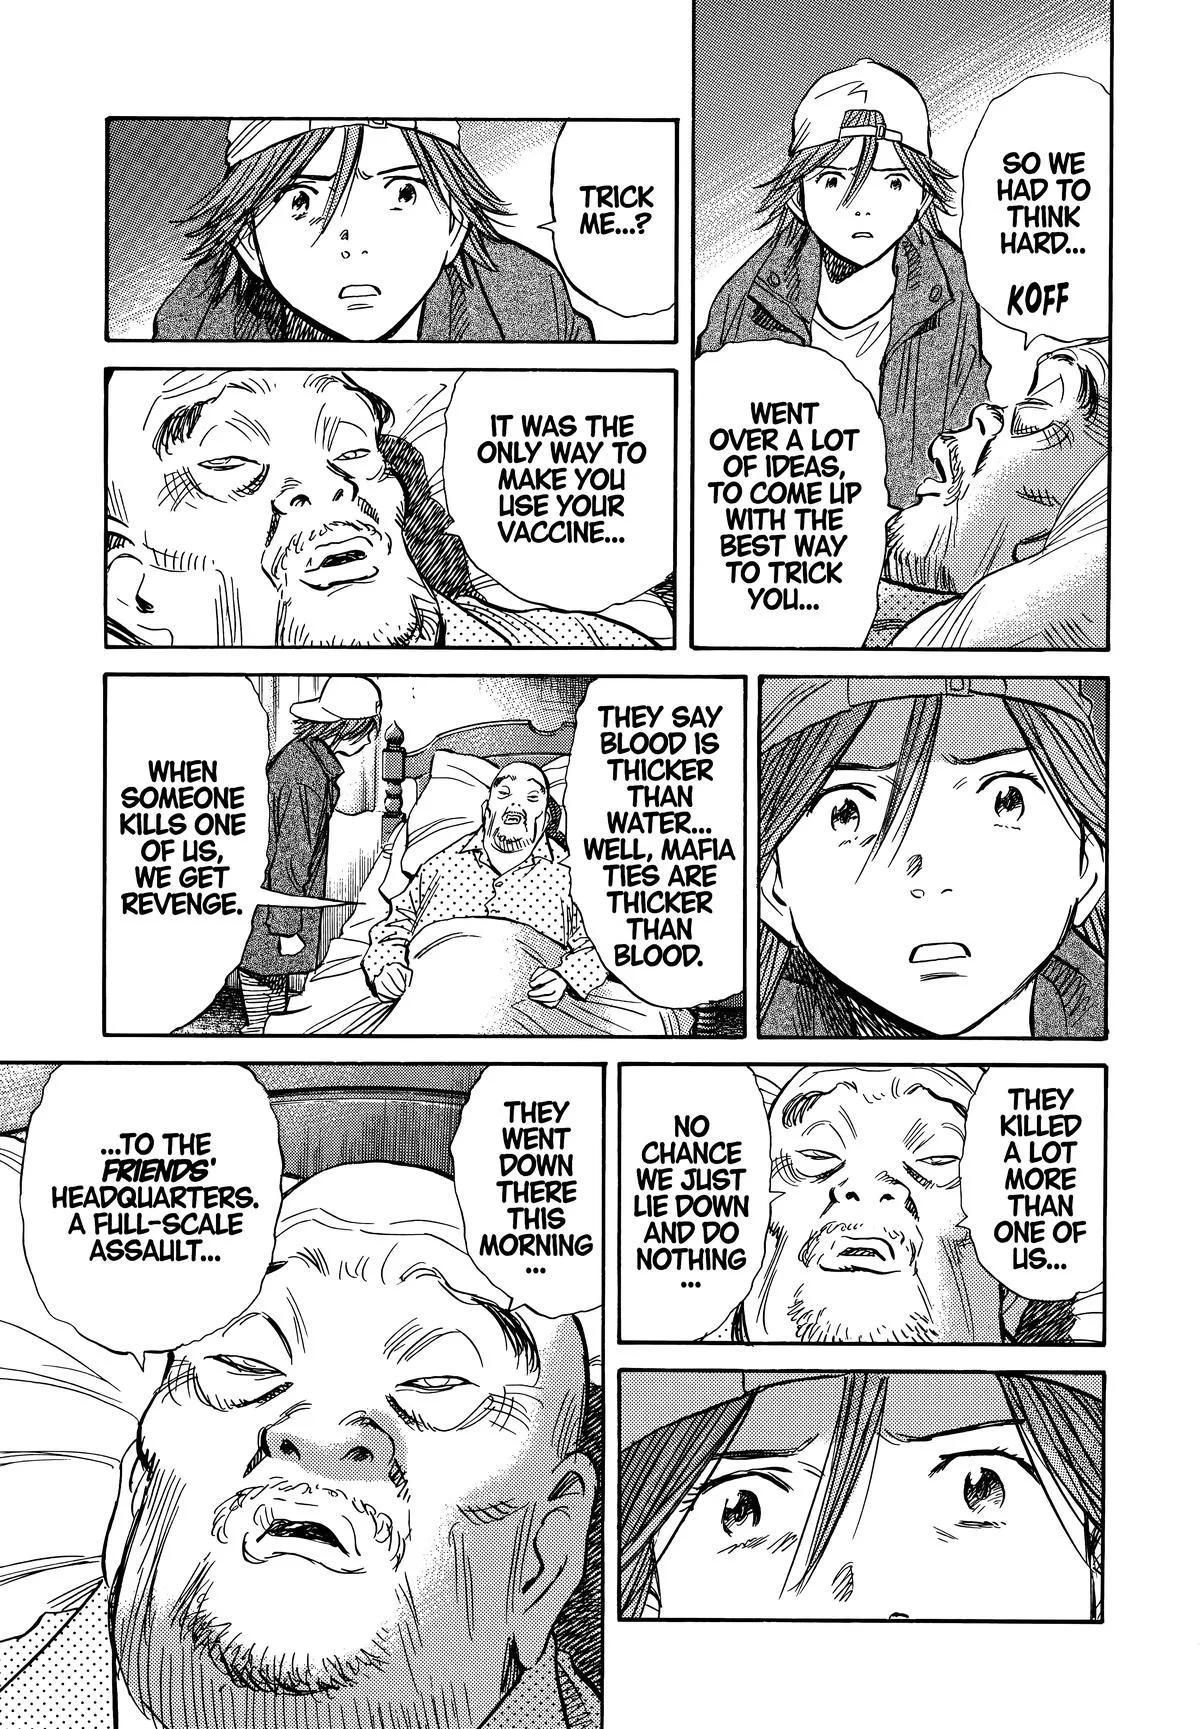 SO WE
HAD TO
THINK
HARD...
KOFF
WENT
OVER A LOT
OF IDEAS,
TO COME UP
WITH THE
BEST WAY
TO TRICK
YOU...
TRICK
ME...?
IT WAS THE
ONLY WAY TO
MAKE YOU
USE YOUR
VACCINE...
THEY SAY
BLOOD IS
THICKER
THAN
WATER...
WELL, MAFIA
TIES ARE
THICKER
THAN
BLOOD.
WHEN
SOMEONE
KILLS ONE
OF US,
WE GET
REVENGE.
THEY
KILLED
A LOT
MORE
THAN
ONE OF
US...
NO
CHANCE
WE JUST
LIE DOWN
AND DO
NOTHING
...
THEY
WENT
DOWN
THERE
THIS
MORNING
...
...TO THE
FRIENDS'
HEADQUARTERS.
A FULL-SCALE
ASSAULT...